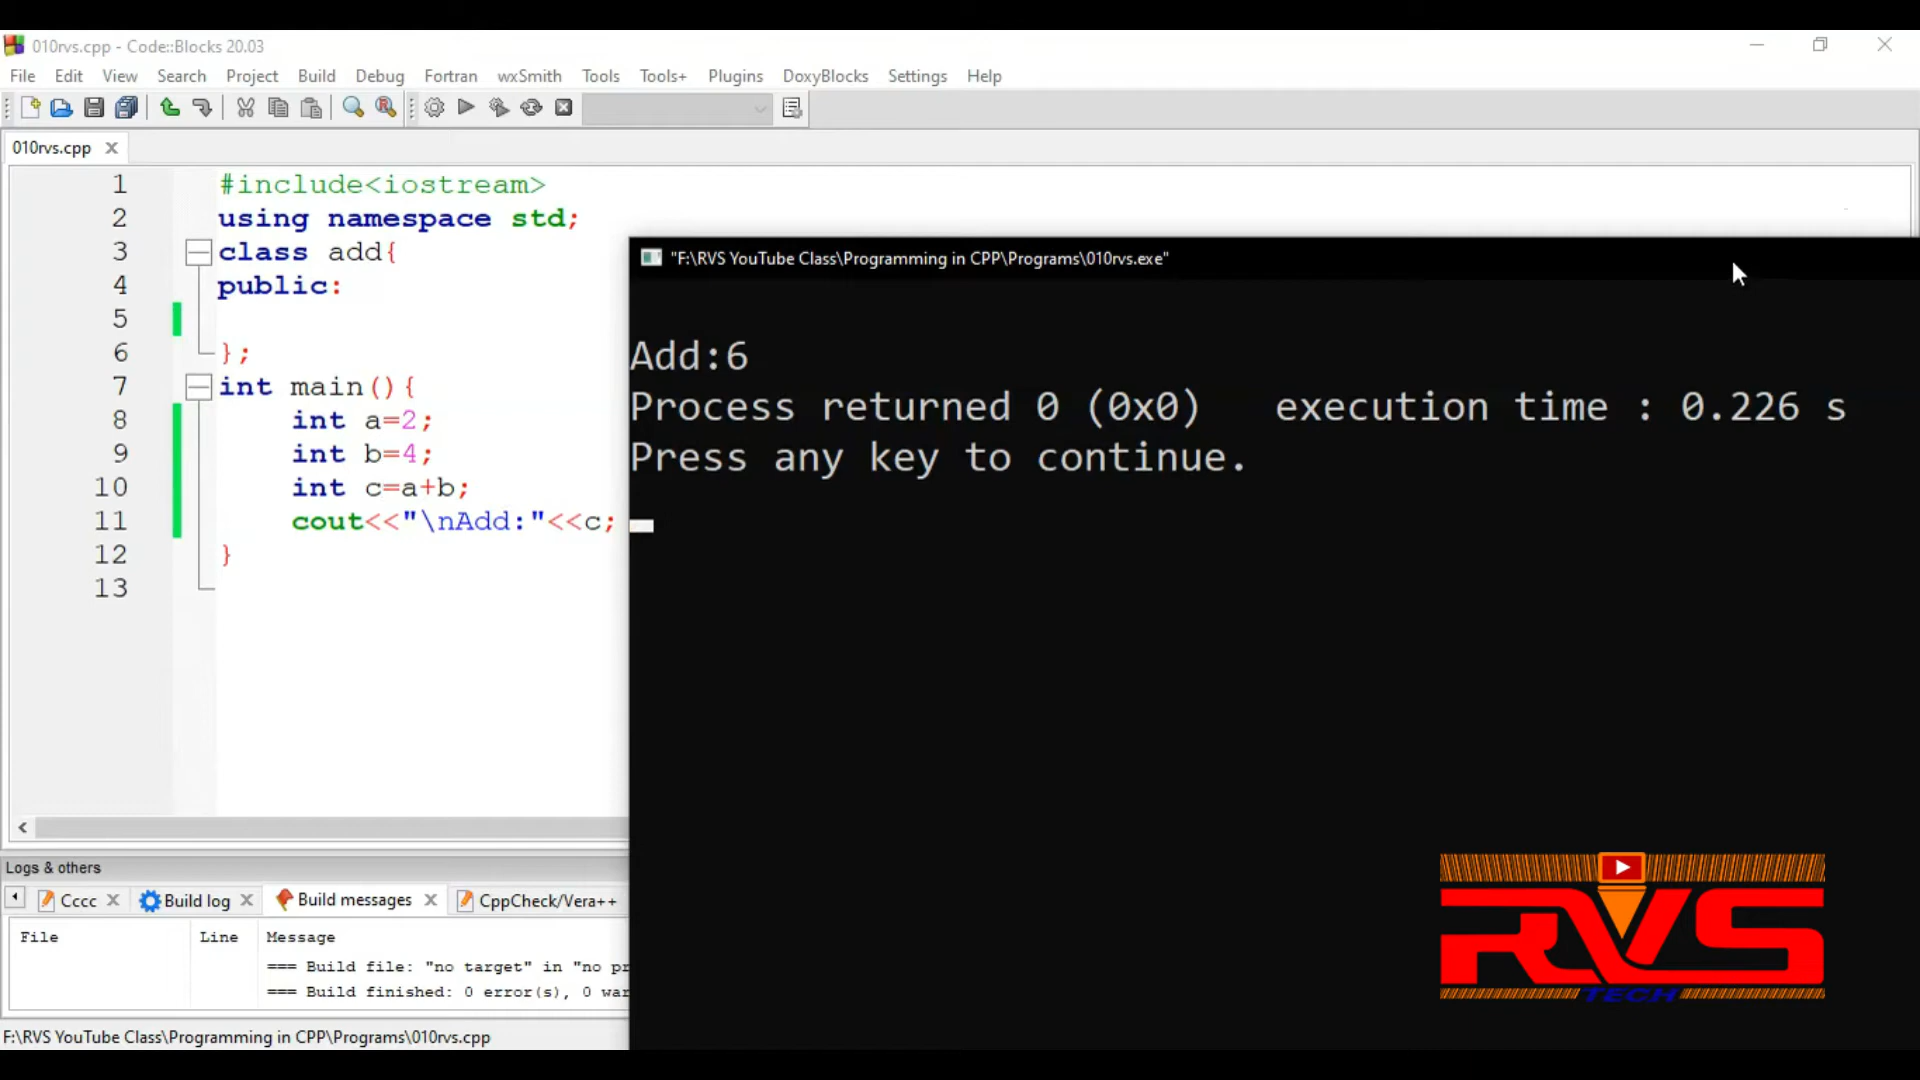 010rvs.cpp - Code::Blocks 20.03
File Edit View Search Project Build Debug Fortran wxSmith Tools Tools+ Plugins DoxyBlocks Settings Help
010rvs.cpp
1 #include<iostream>
2 using namespace std;
3 class add{
4 public:
5
6 };
7 int main(){
8 int a=2;
9 int b=4;
10 int c=a+b;
11 cout<<"\nAdd:"<<c;
12 }
13
"F:\RVS YouTube Class\Programming in CPP\Programs\010rvs.exe"
Add:6
Process returned 0 (0x0)   execution time : 0.226 s
Press any key to continue.
Logs & others
Cccc Build log Build messages CppCheck/Vera++
File Line Message
=== Build file: "no target" in "no pr
=== Build finished: 0 error(s), 0 war
F:\RVS YouTube Class\Programming in CPP\Programs\010rvs.cpp
RVS
TECH